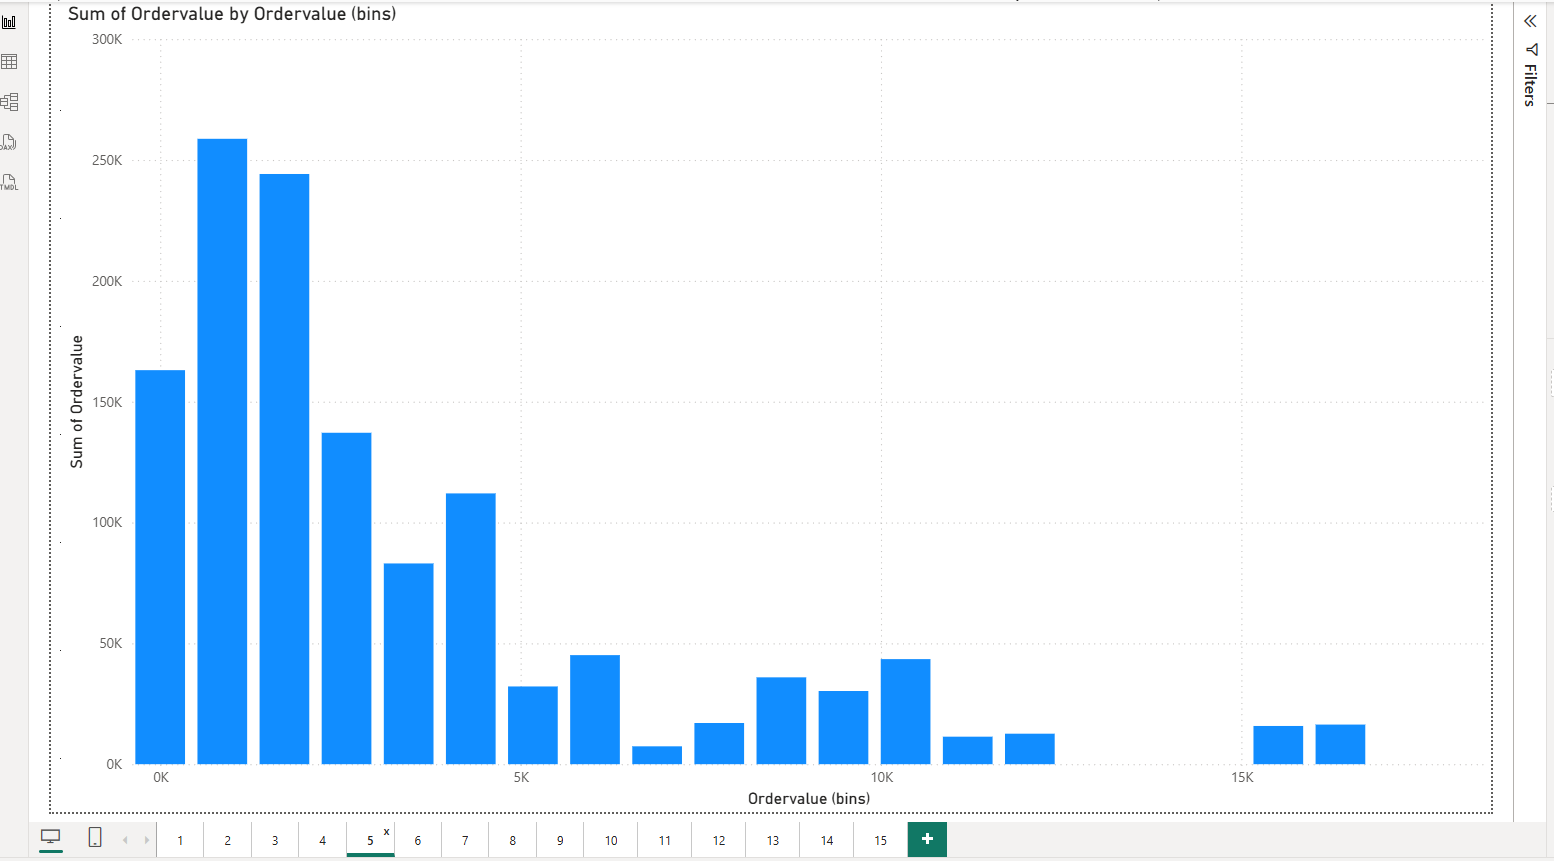 Sum of Ordervalue by Ordervalue (bins)
300K
250K
200K
150K
100K
50K
0K
Sum of Ordervalue
0K 5K 10K 15K
Ordervalue (bins)
Filters
DAX
TMDL
1 2 3 4 5 x 6 7 8 9 10 11 12 13 14 15 +